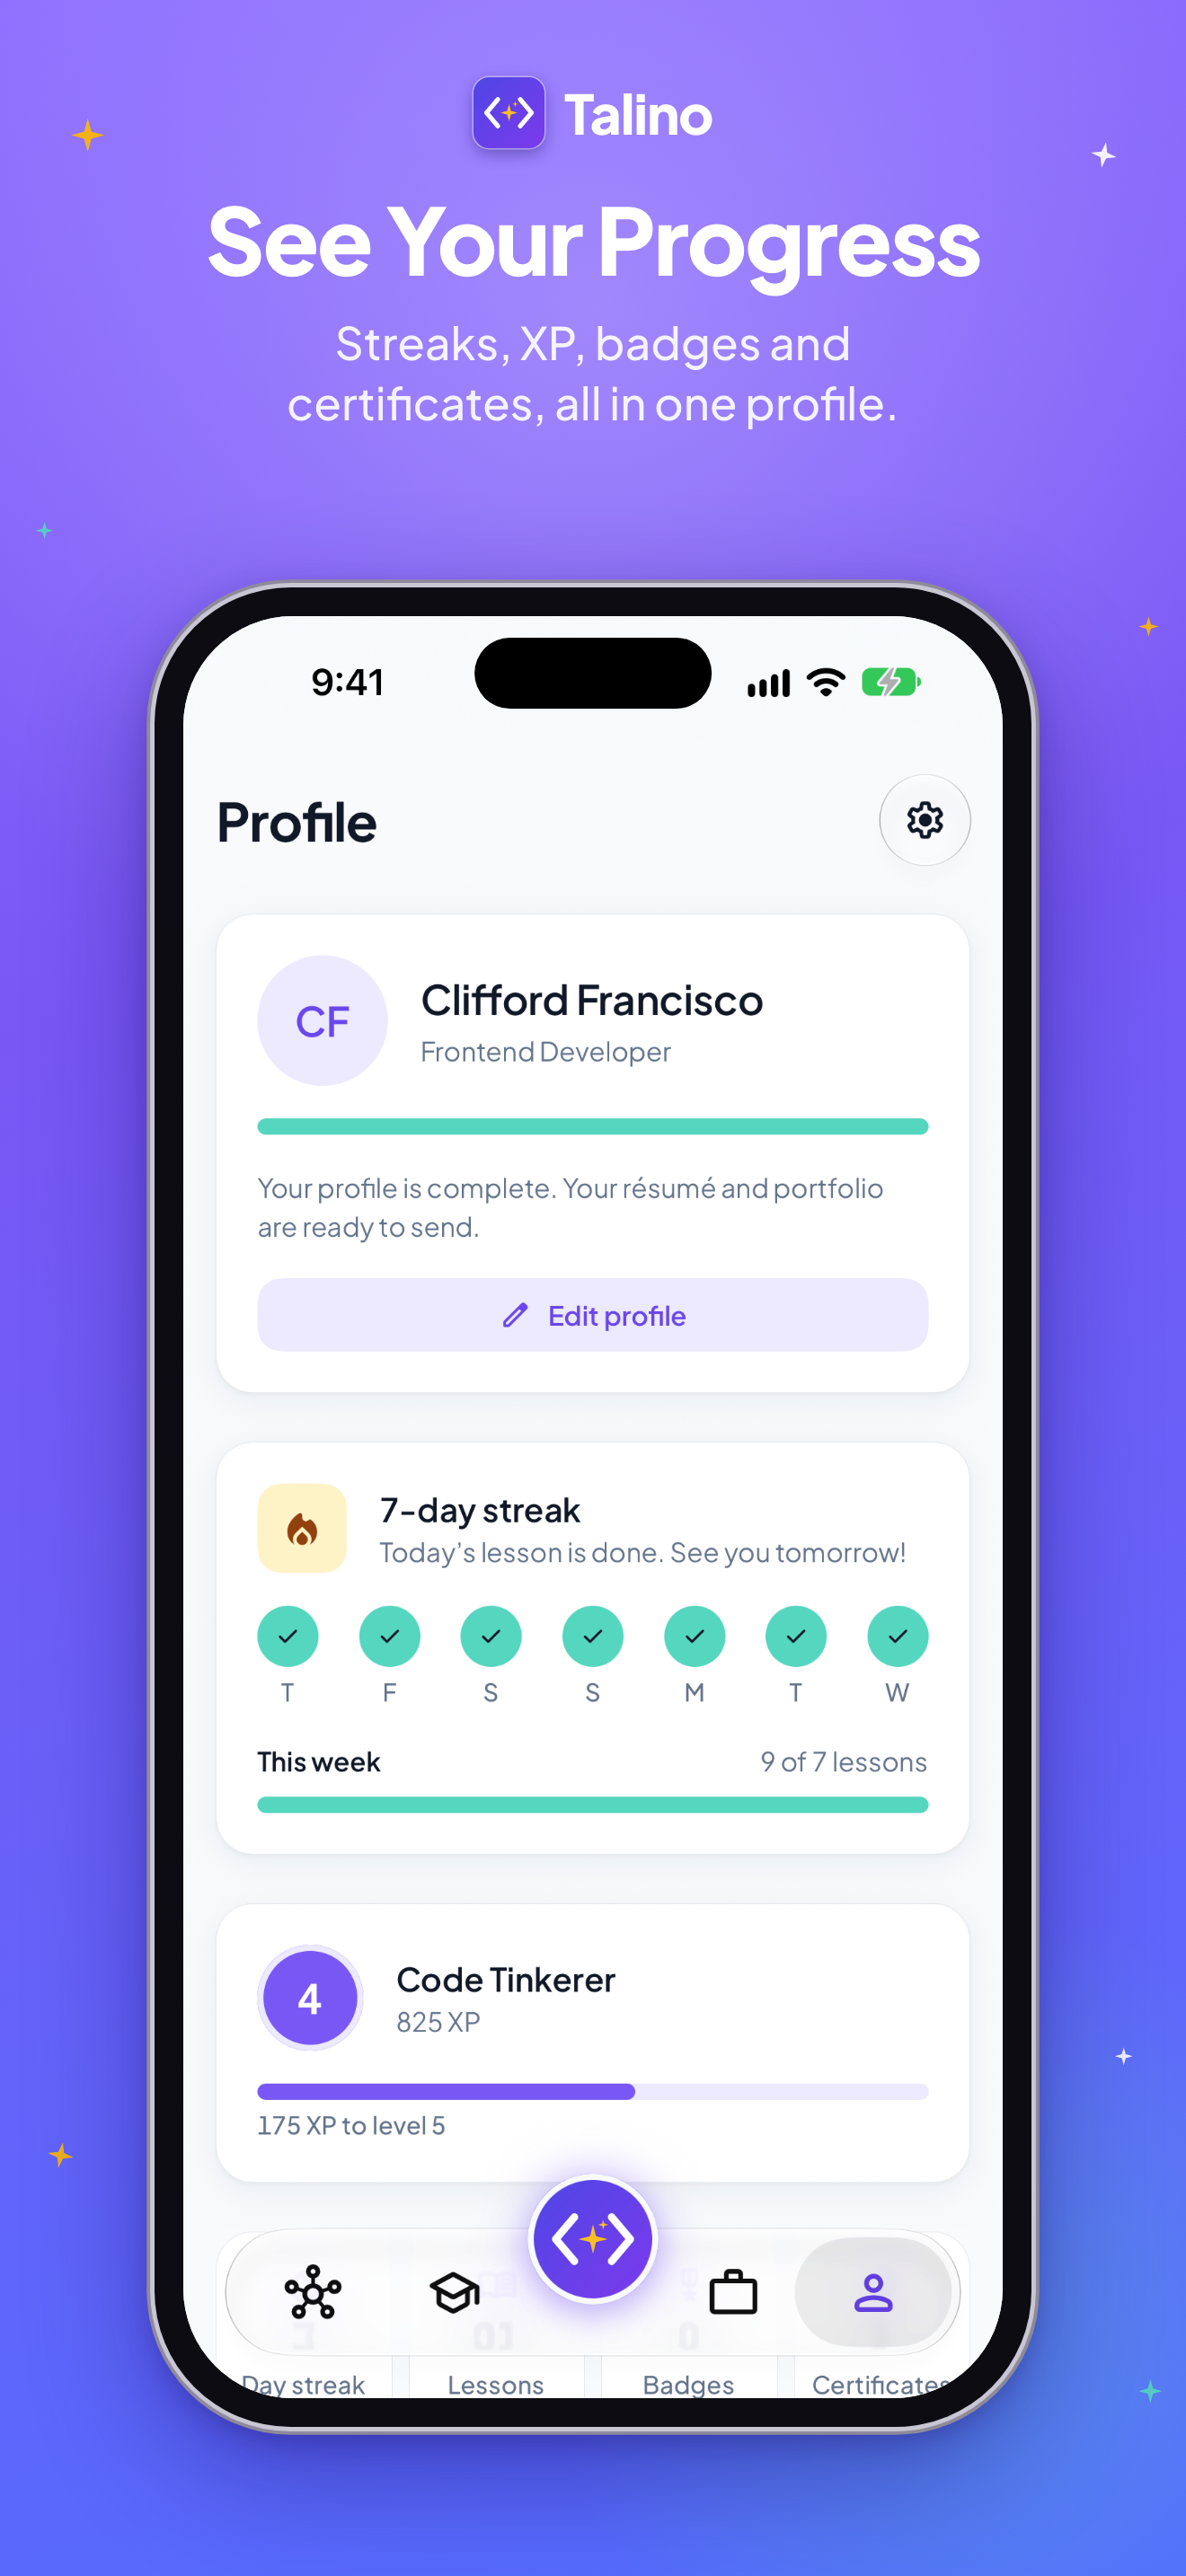 Talino
See Your Progress
Streaks, XP, badges and
certificates, all in one profile.
9:41
Profile
CF
Clifford Francisco
Frontend Developer
Your profile is complete. Your résumé and portfolio
are ready to send.
Edit profile
7-day streak
Today’s lesson is done. See you tomorrow!
T F S S M T W
This week 9 of 7 lessons
4
Code Tinkerer
825 XP
175 XP to level 5
Day streak Lessons Badges Certificates